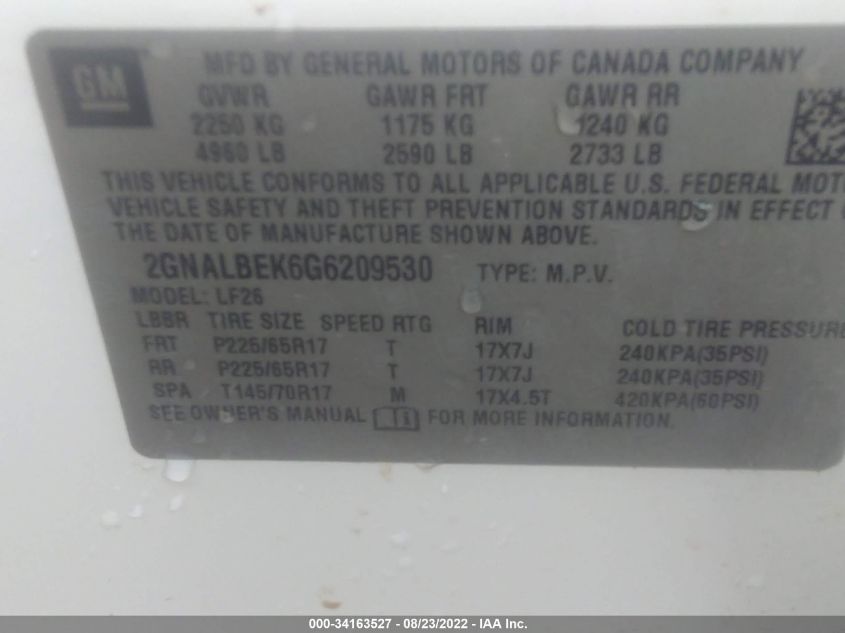 GM
MFD BY GENERAL MOTORS OF CANADA COMPANY
GVWR GAWR FRT GAWR RR
2250 KG 1175 KG 1240 KG
4960 LB 2590 LB 2733 LB
THIS VEHICLE CONFORMS TO ALL APPLICABLE U.S. FEDERAL MOT
VEHICLE SAFETY AND THEFT PREVENTION STANDARDS IN EFFECT
THE DATE OF MANUFACTURE SHOWN ABOVE.
2GNALBEK6G6209530 TYPE: M.P.V.
MODEL: LF26
LBBR TIRE SIZE SPEED RTG RIM COLD TIRE PRESSURE
FRT P225/65R17 T 17X7J 240KPA(35PSI)
RR P225/65R17 T 17X7J 240KPA(35PSI)
SPA T145/70R17 M 17X4.5T 420KPA(60PSI)
SEE OWNER'S MANUAL FOR MORE INFORMATION.
000-34163527 - 08/23/2022 - IAA Inc.